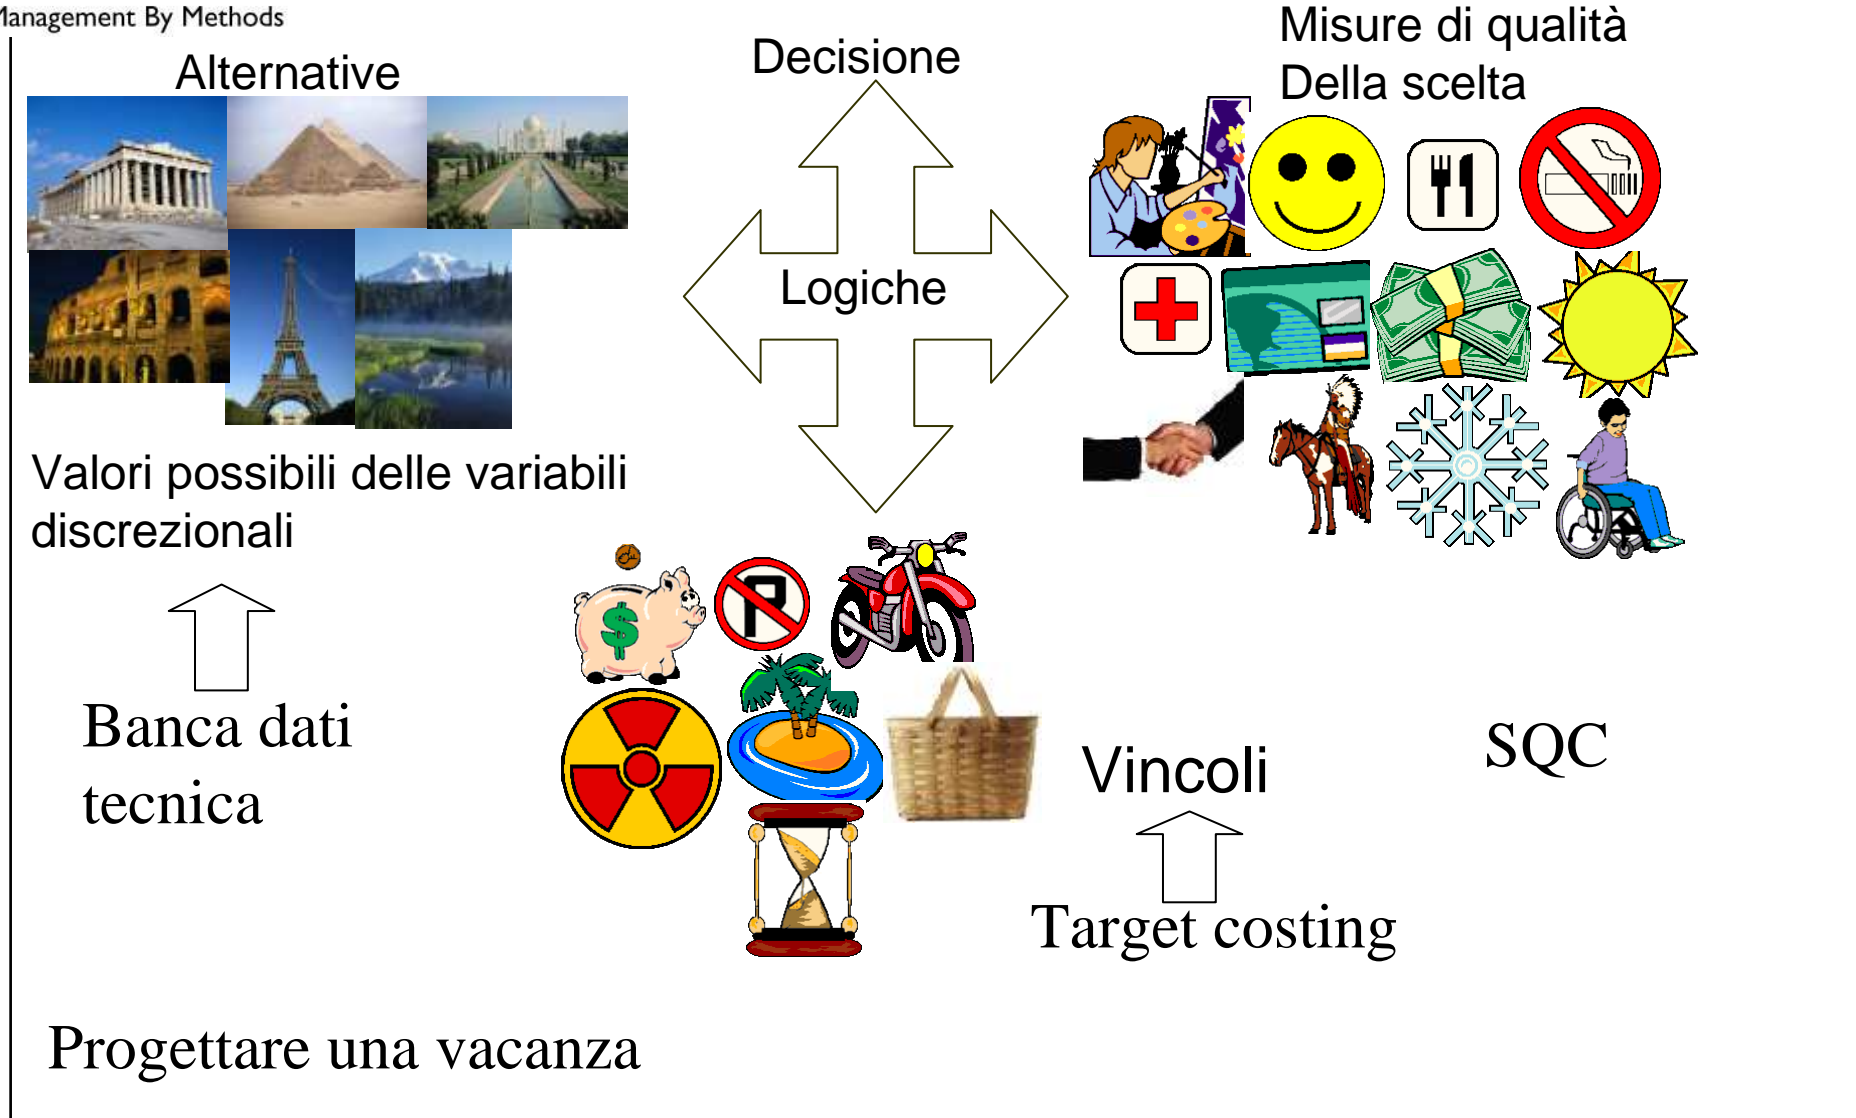 Management By Methods
Alternative
Decisione
Misure di qualità
Della scelta
Logiche
Valori possibili delle variabili
discrezionali
$
P
Banca dati
tecnica
Vincoli
SQC
Target costing
Progettare una vacanza